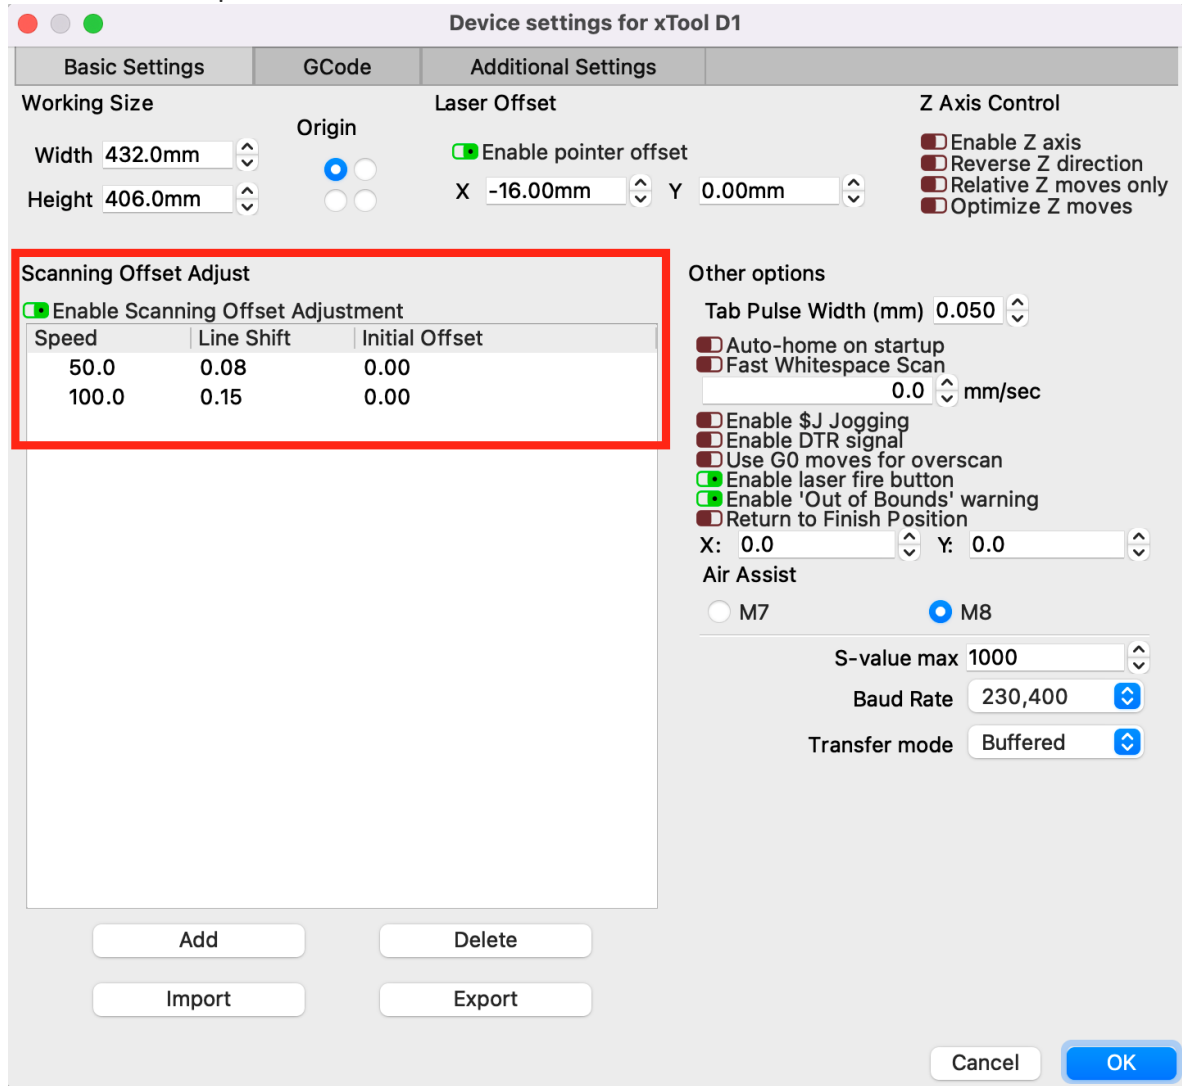 Device settings for xTool D1
Basic Settings GCode Additional Settings
Working Size
Width 432.0mm
Height 406.0mm
Origin
Laser Offset
Enable pointer offset
X -16.00mm Y 0.00mm
Z Axis Control
Enable Z axis
Reverse Z direction
Relative Z moves only
Optimize Z moves
Scanning Offset Adjust
Enable Scanning Offset Adjustment
Speed Line Shift Initial Offset
50.0 0.08 0.00
100.0 0.15 0.00
Add Delete
Import Export
Other options
Tab Pulse Width (mm) 0.050
Auto-home on startup
Fast Whitespace Scan
0.0 mm/sec
Enable $J Jogging
Enable DTR signal
Use G0 moves for overscan
Enable laser fire button
Enable 'Out of Bounds' warning
Return to Finish Position
X: 0.0 Y: 0.0
Air Assist
M7 M8
S-value max 1000
Baud Rate 230,400
Transfer mode Buffered
Cancel OK